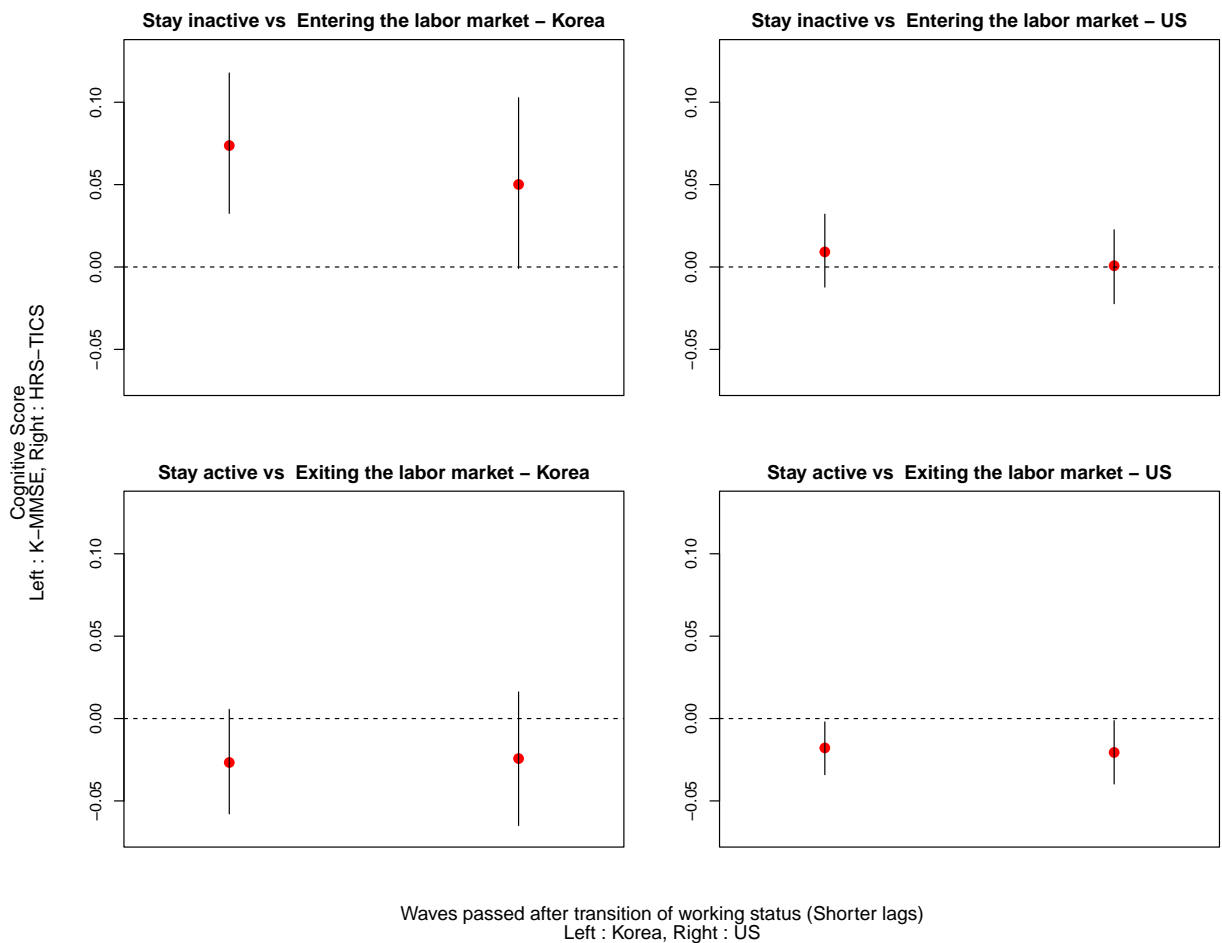 Stay inactive vs  Entering the labor market – Korea
0.10
0.05
0.00
−0.05
Stay inactive vs  Entering the labor market – US
0.10
0.05
0.00
−0.05
Cognitive Score
Left : K−MMSE, Right : HRS−TICS
Stay active vs  Exiting the labor market – Korea
0.10
0.05
0.00
−0.05
Stay active vs  Exiting the labor market – US
0.10
0.05
0.00
−0.05
Waves passed after transition of working status (Shorter lags)
Left : Korea, Right : US